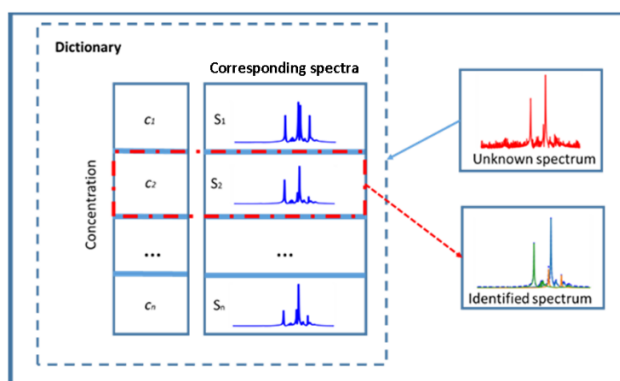 Dictionary
Corresponding spectra
Concentration
c1
S1
c2
S2
...
...
cn
Sn
Unknown spectrum
Identified spectrum